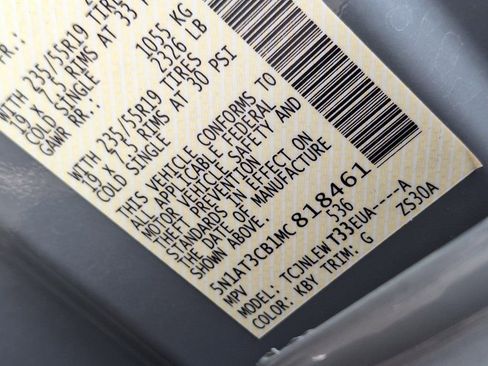 FR.:
WITH 235/55R19 TIRES
19 X 7.5 RIMS AT 33 P
COLD SINGLE
1055 KG
GAWR RR.: 2326 LB
WITH 235/55R19 TIRES
19 X 7.5 RIMS AT 30 PSI
COLD SINGLE
THIS VEHICLE CONFORMS TO
ALL APPLICABLE FEDERAL
MOTOR VEHICLE SAFETY AND
THEFT PREVENTION
STANDARDS IN EFFECT ON
THE DATE OF MANUFACTURE
SHOWN ABOVE.
5N1AT3CB1MC818461
MPV 536
MODEL: TCJNLEW T33EUA-----A
COLOR: KBY TRIM: G ZS30A